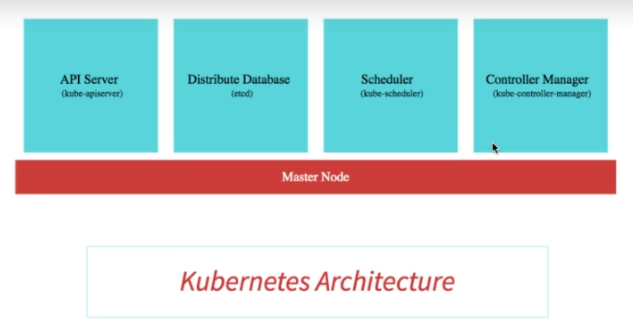 API Server
(kube-apiserver)
Distribute Database
(etcd)
Scheduler
(kube-scheduler)
Controller Manager
(kube-controller-manager)
Master Node
Kubernetes Architecture